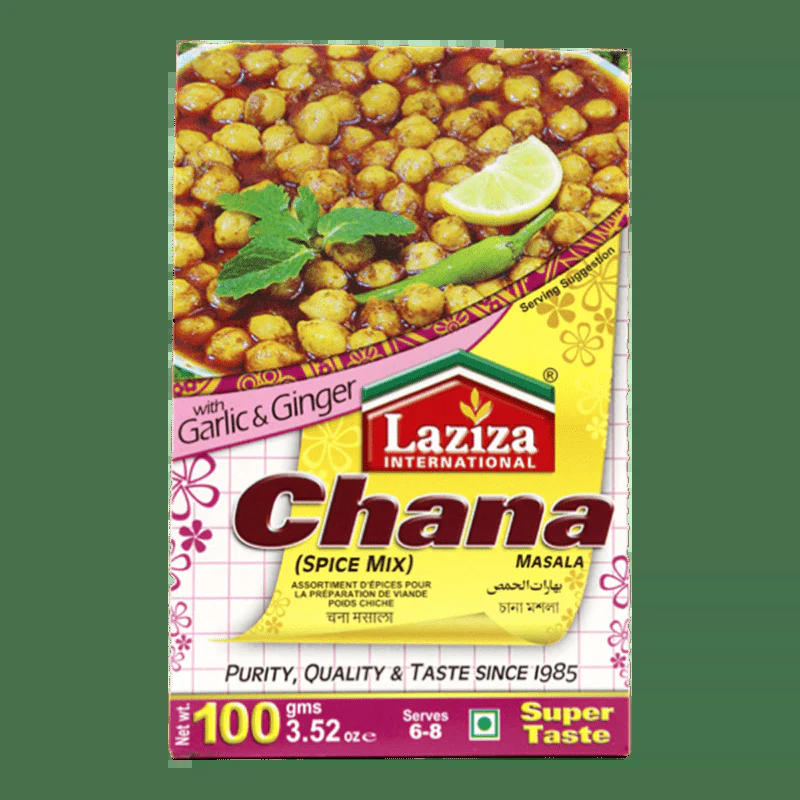 Serving Suggestion
with
Garlic & Ginger
®
Laziza
INTERNATIONAL
Chana
(SPICE MIX)
MASALA
ASSORTIMENT D'ÉPICES POUR
LA PRÉPARATION DE VIANDE
POIDS CHICHE
चना मसाला
بهارات الحمص
চানা মশলা
PURITY, QUALITY & TASTE SINCE 1985
Net wt. 100 gms
3.52 oz e
Serves
6-8
Super
Taste